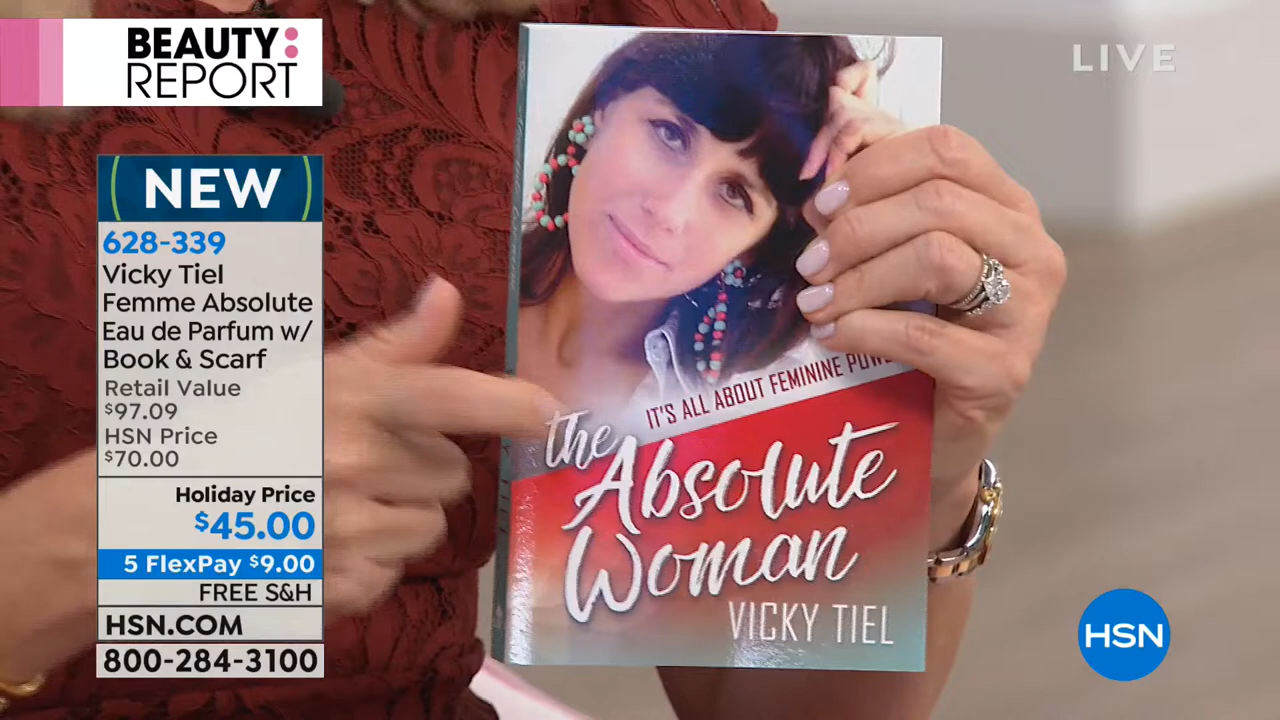 BEAUTY:
REPORT
LIVE
(NEW)
628-339
Vicky Tiel
Femme Absolute
Eau de Parfum w/
Book & Scarf
Retail Value
$97.09
HSN Price
$70.00
Holiday Price
$45.00
5 FlexPay $9.00
FREE S&H
HSN.COM
800-284-3100
IT'S ALL ABOUT FEMININE
the
Absolute
Woman
VICKY TIEL
HSN